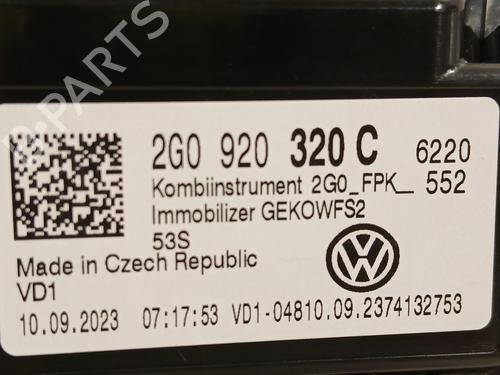 B-PARTS
2G0 920 320 C 6220
Kombiinstrument 2G0_FPK_ 552
Immobilizer GEKOWFS2
53S
Made in Czech Republic
VD1
10.09.2023 07:17:53 VD1-04810.09.2374132753